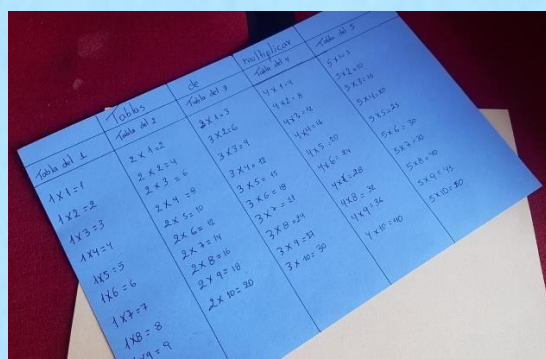 Tablas de multiplicar
Tabla del 1
1x1=1
1x2=2
1x3=3
1x4=4
1x5=5
1x6=6
1x7=7
1x8=8
1x9=9
Tabla del 2
2x1=2
2x2=4
2x3=6
2x4=8
2x5=10
2x6=12
2x7=14
2x8=16
2x9=18
2x10=20
Tabla del 3
3x1=3
3x2=6
3x3=9
3x4=12
3x5=15
3x6=18
3x7=21
3x8=24
3x9=27
3x10=30
Tabla del 4
4x1=4
4x2=8
4x3=12
4x4=16
4x5=20
4x6=24
4x7=28
4x8=32
4x9=36
4x10=40
Tabla del 5
5x1=5
5x2=10
5x3=15
5x4=20
5x5=25
5x6=30
5x7=35
5x8=40
5x9=45
5x10=50